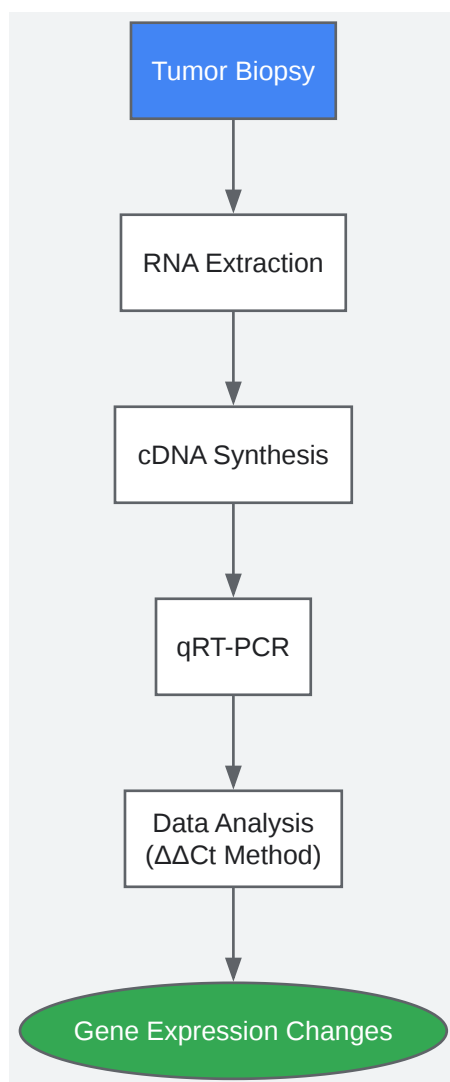 Tumor Biopsy
RNA Extraction
cDNA Synthesis
qRT-PCR
Data Analysis
(ΔΔCt Method)
Gene Expression Changes